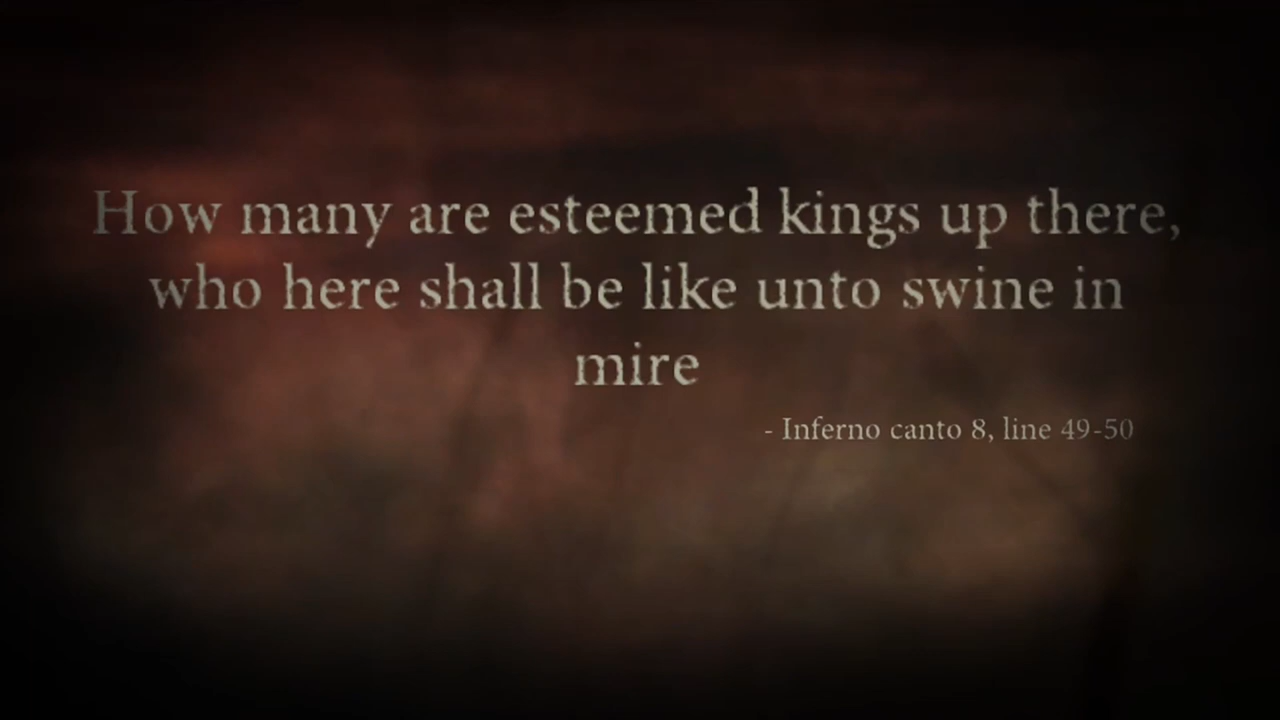 How many are esteemed kings up there,
who here shall be like unto swine in
mire
- Inferno canto 8, line 49-50